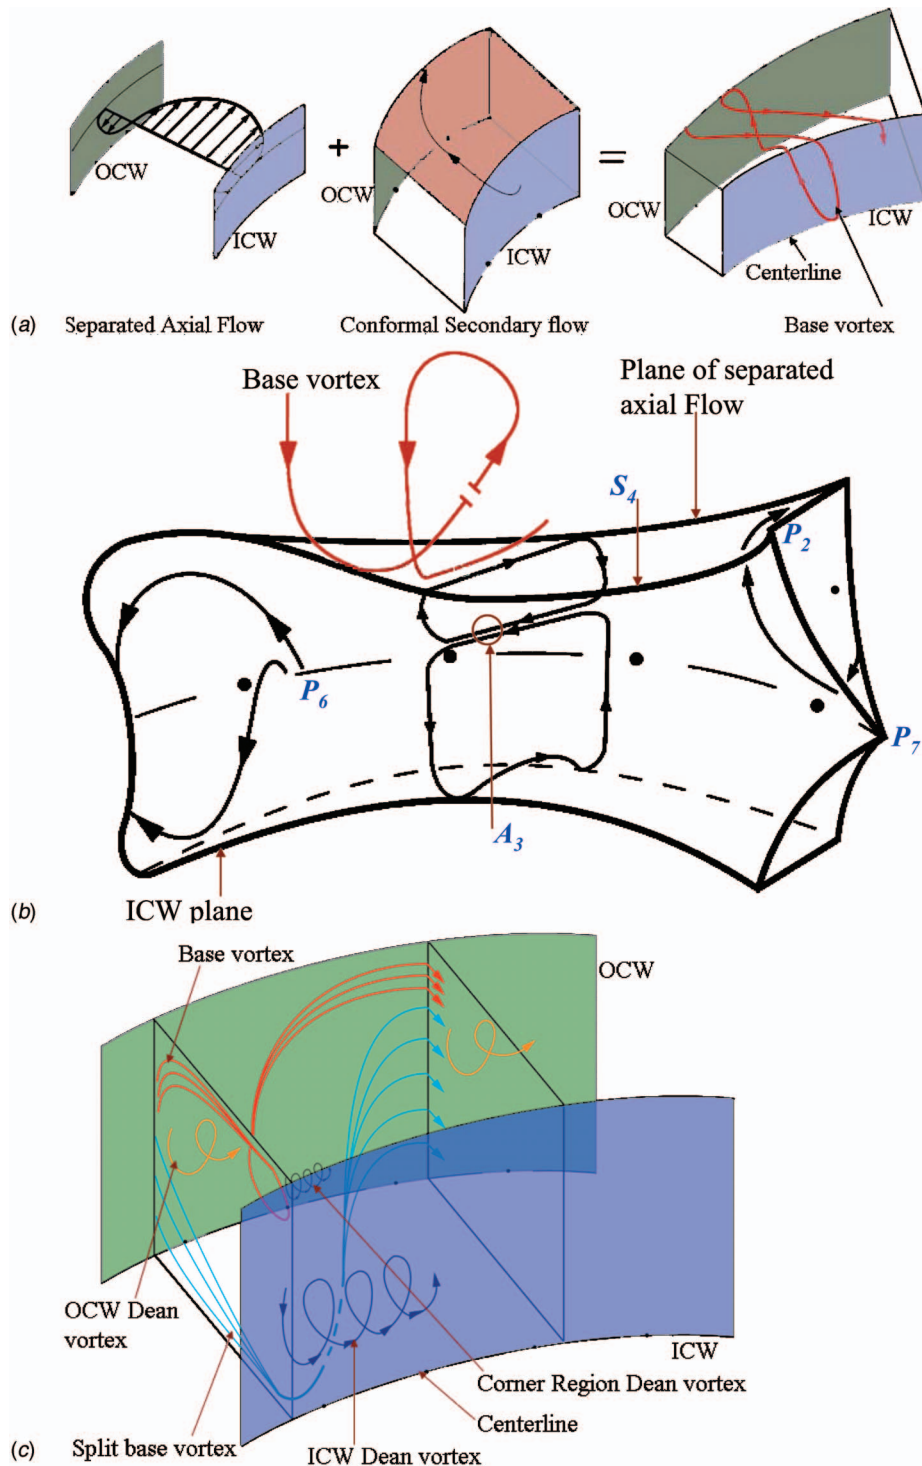 OCW
ICW
+
OCW
ICW
=
OCW
ICW
Centerline
Base vortex
(a) Separated Axial Flow
Conformal Secondary flow
Base vortex
Plane of separated
axial Flow
S4
P2
P6
P7
A3
ICW plane
(b)
Base vortex
OCW
OCW Dean
vortex
ICW
Corner Region Dean vortex
Centerline
Split base vortex
ICW Dean vortex
(c)